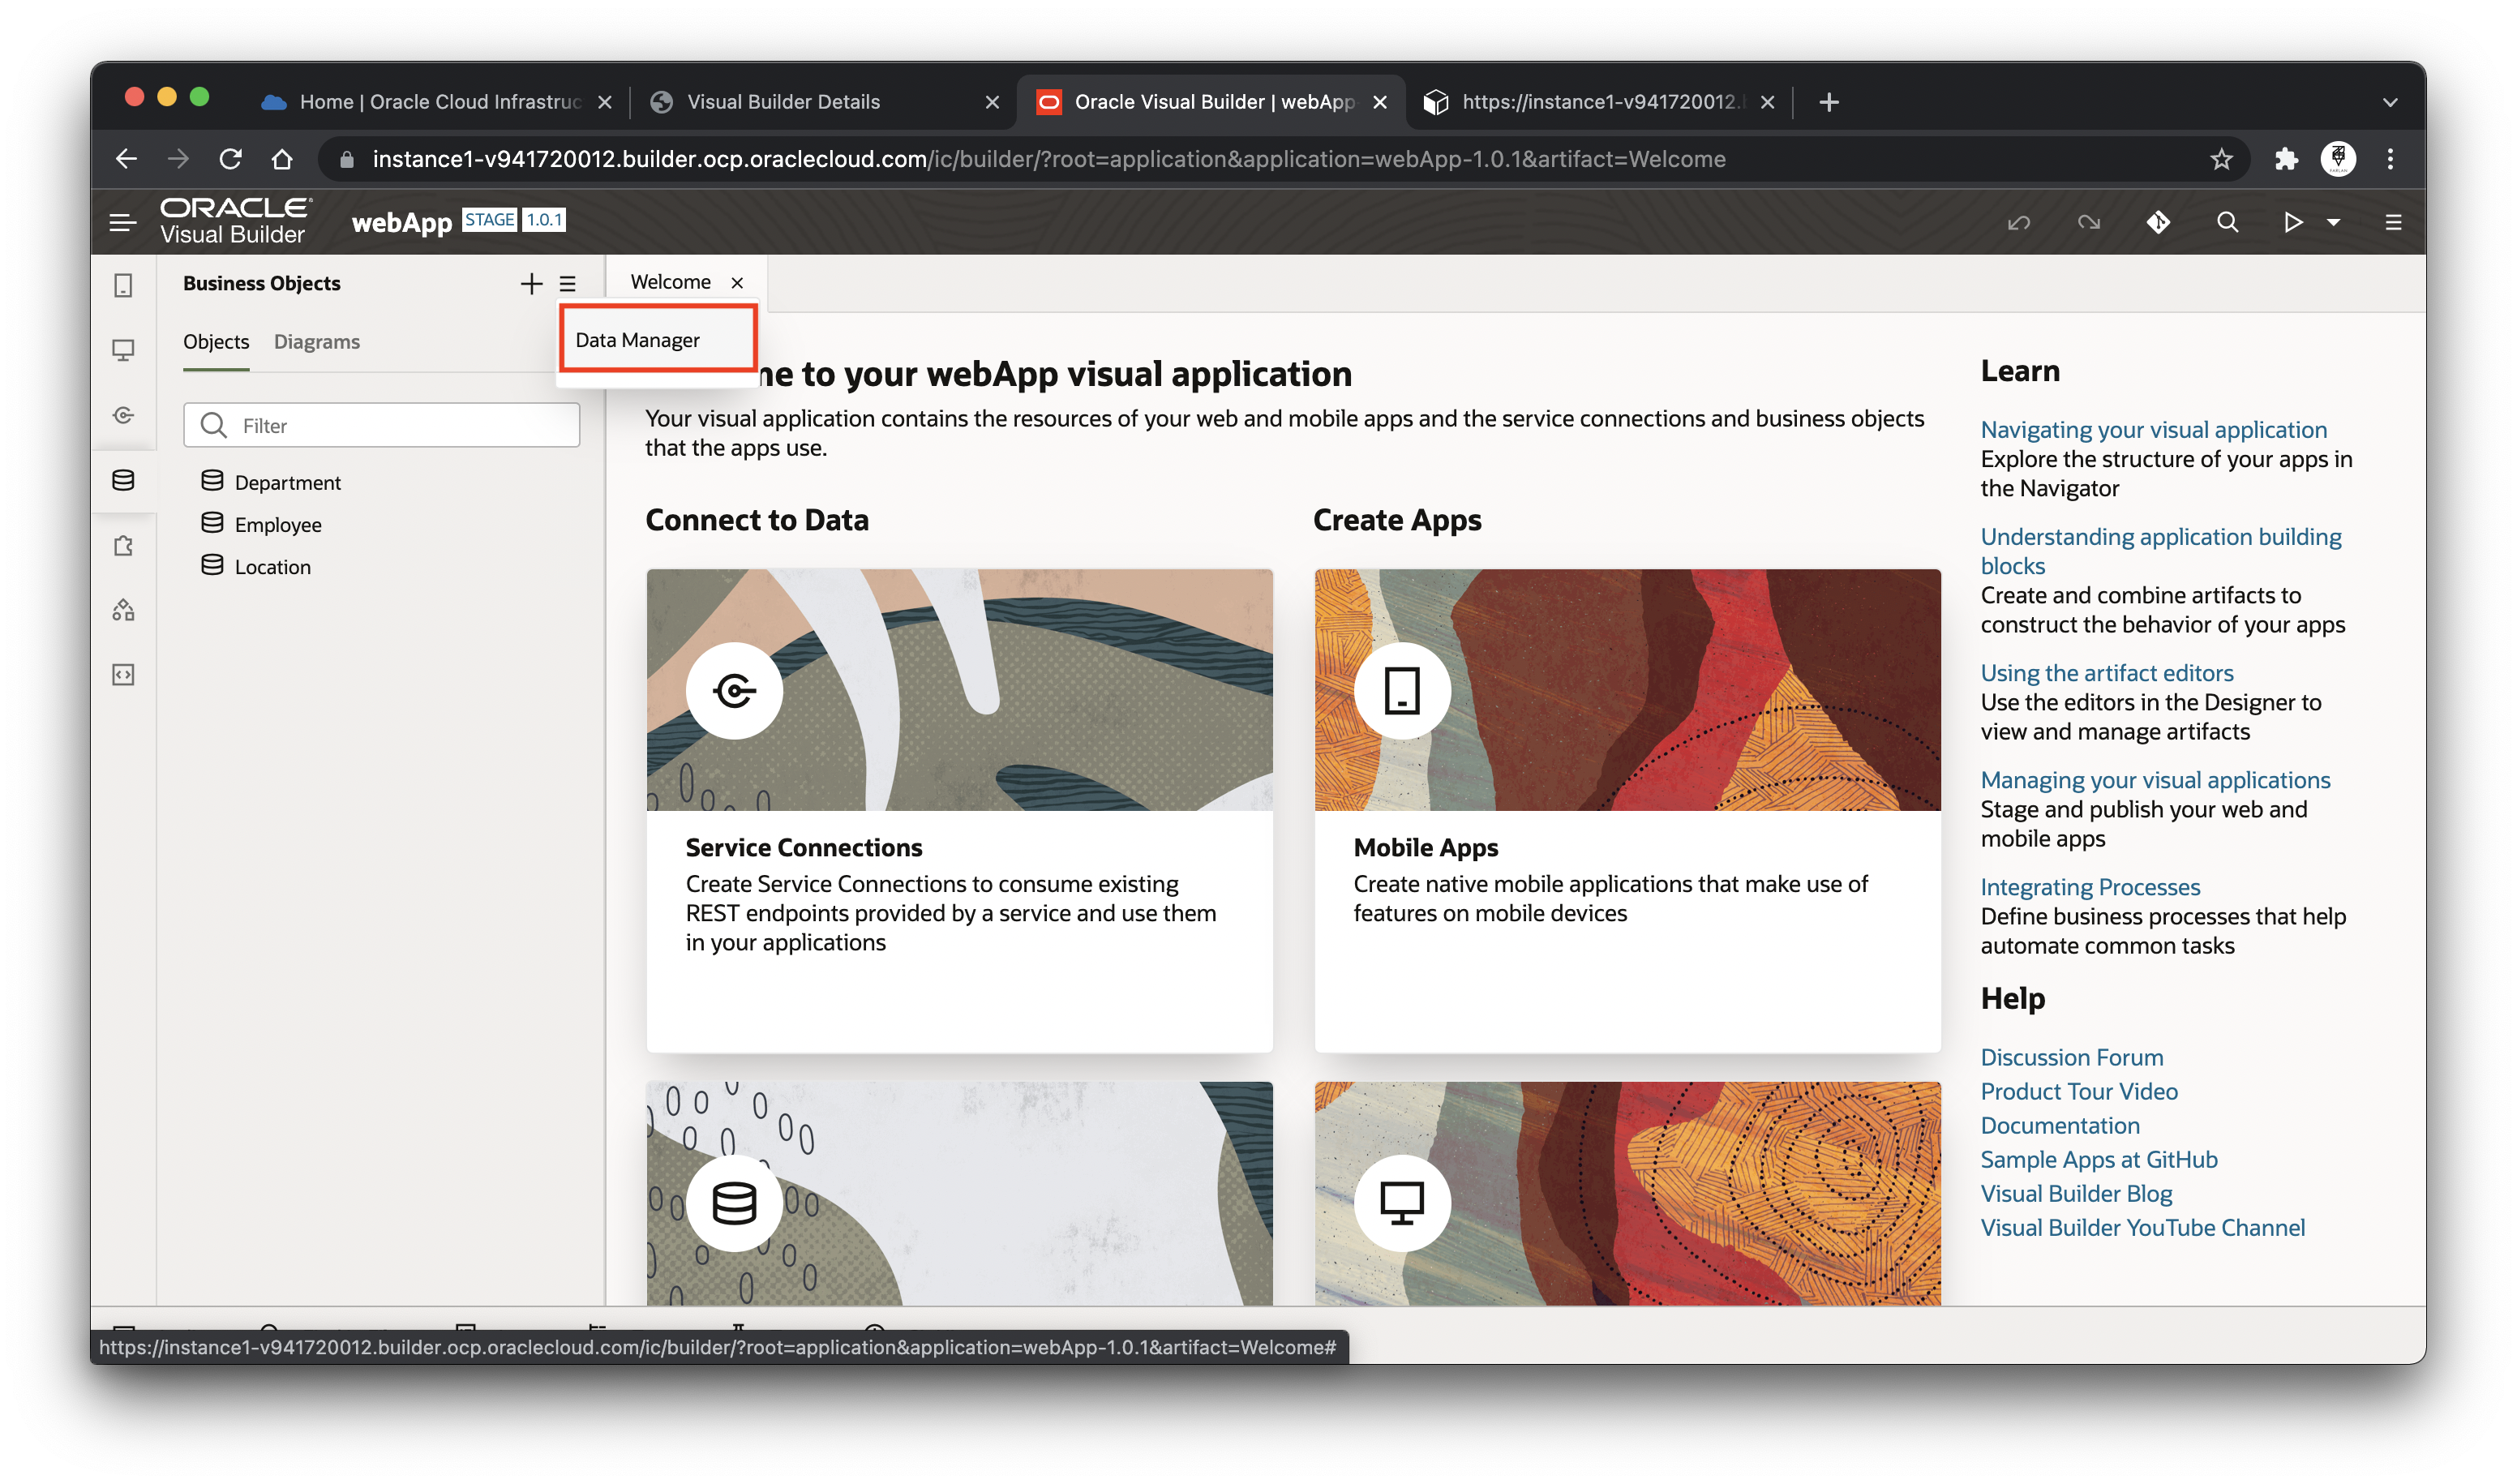 Home | Oracle Cloud Infrastruc
Visual Builder Details
Oracle Visual Builder | webApp-
https://instance1-v941720012.b
instance1-v941720012.builder.ocp.oraclecloud.com/ic/builder/?root=application&application=webApp-1.0.1&artifact=Welcome
ORACLE
Visual Builder
webApp STAGE 1.0.1
Business Objects
Welcome
Data Manager
Objects
Diagrams
Filter
Department
Employee
Location
ne to your webApp visual application
Your visual application contains the resources of your web and mobile apps and the service connections and business objects
that the apps use.
Connect to Data
Service Connections
Create Service Connections to consume existing
REST endpoints provided by a service and use them
in your applications
Create Apps
Mobile Apps
Create native mobile applications that make use of
features on mobile devices
Learn
Navigating your visual application
Explore the structure of your apps in
the Navigator
Understanding application building
blocks
Create and combine artifacts to
construct the behavior of your apps
Using the artifact editors
Use the editors in the Designer to
view and manage artifacts
Managing your visual applications
Stage and publish your web and
mobile apps
Integrating Processes
Define business processes that help
automate common tasks
Help
Discussion Forum
Product Tour Video
Documentation
Sample Apps at GitHub
Visual Builder Blog
Visual Builder YouTube Channel
https://instance1-v941720012.builder.ocp.oraclecloud.com/ic/builder/?root=application&application=webApp-1.0.1&artifact=Welcome#